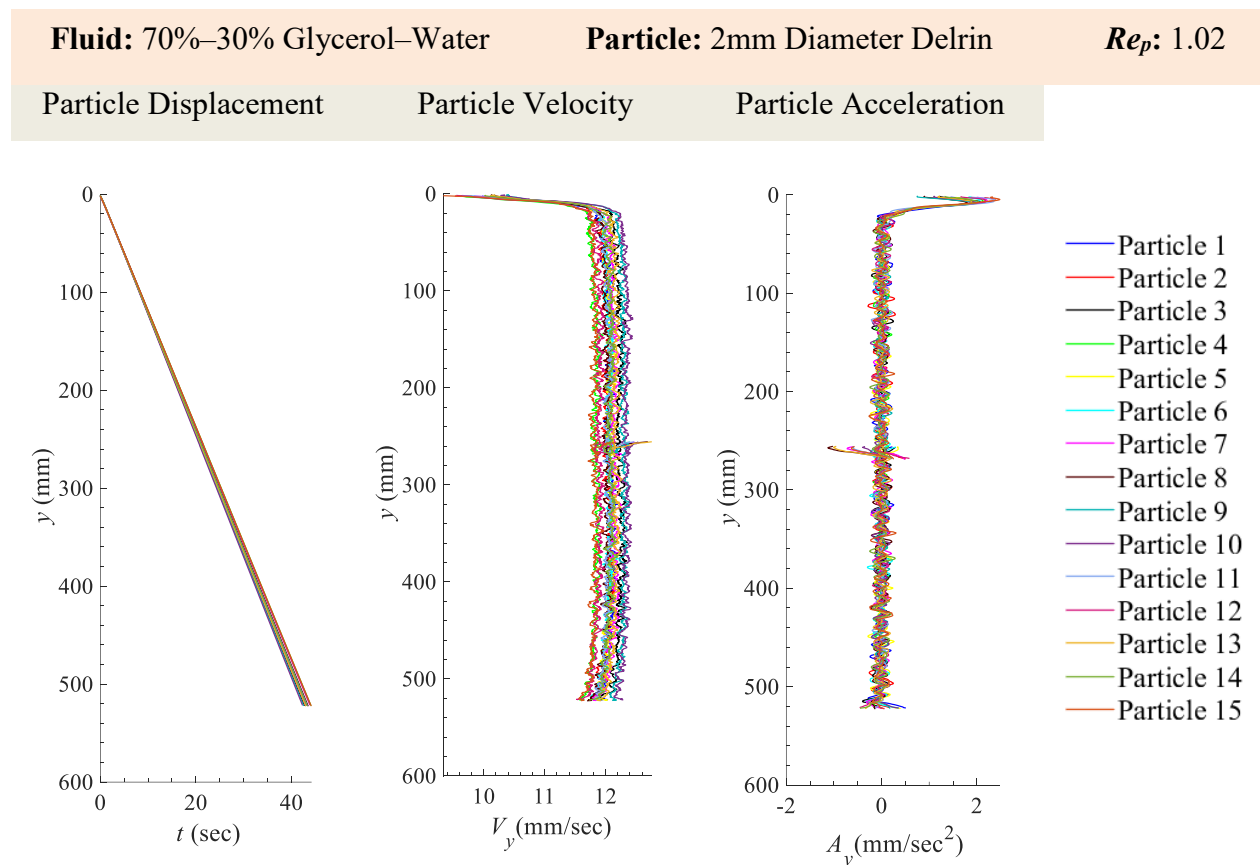 Fluid: 70%–30% Glycerol–Water Particle: 2mm Diameter Delrin Rep: 1.02
Particle Displacement Particle Velocity Particle Acceleration
0
100
200
300
400
500
600
y (mm)
0 20 40
t (sec)
0
100
200
300
400
500
600
y (mm)
10 11 12
V_y(mm/sec)
0
100
200
300
400
500
600
y (mm)
-2 0 2
A_y(mm/sec²)
Particle 1
Particle 2
Particle 3
Particle 4
Particle 5
Particle 6
Particle 7
Particle 8
Particle 9
Particle 10
Particle 11
Particle 12
Particle 13
Particle 14
Particle 15